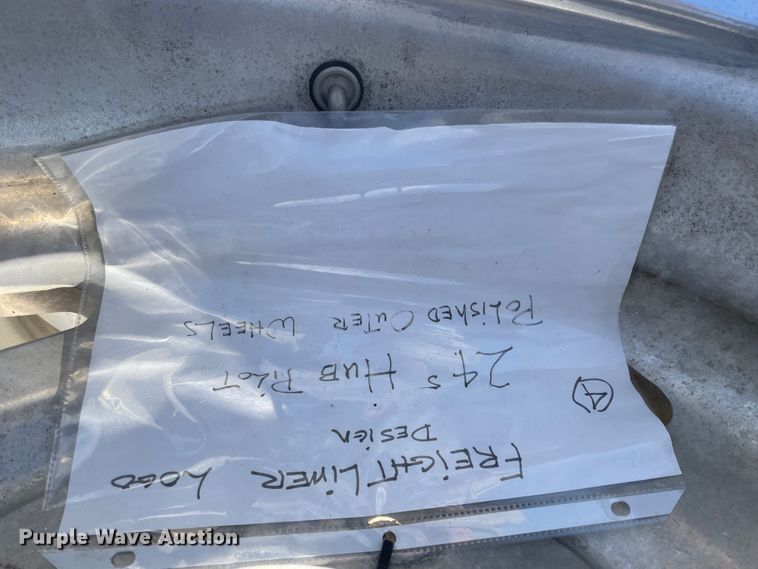 FREIGHTLINER LOGO
DESIGN
4 24.5 HUB PILOT
POLISHED OUTER WHEELS
Purple Wave Auction